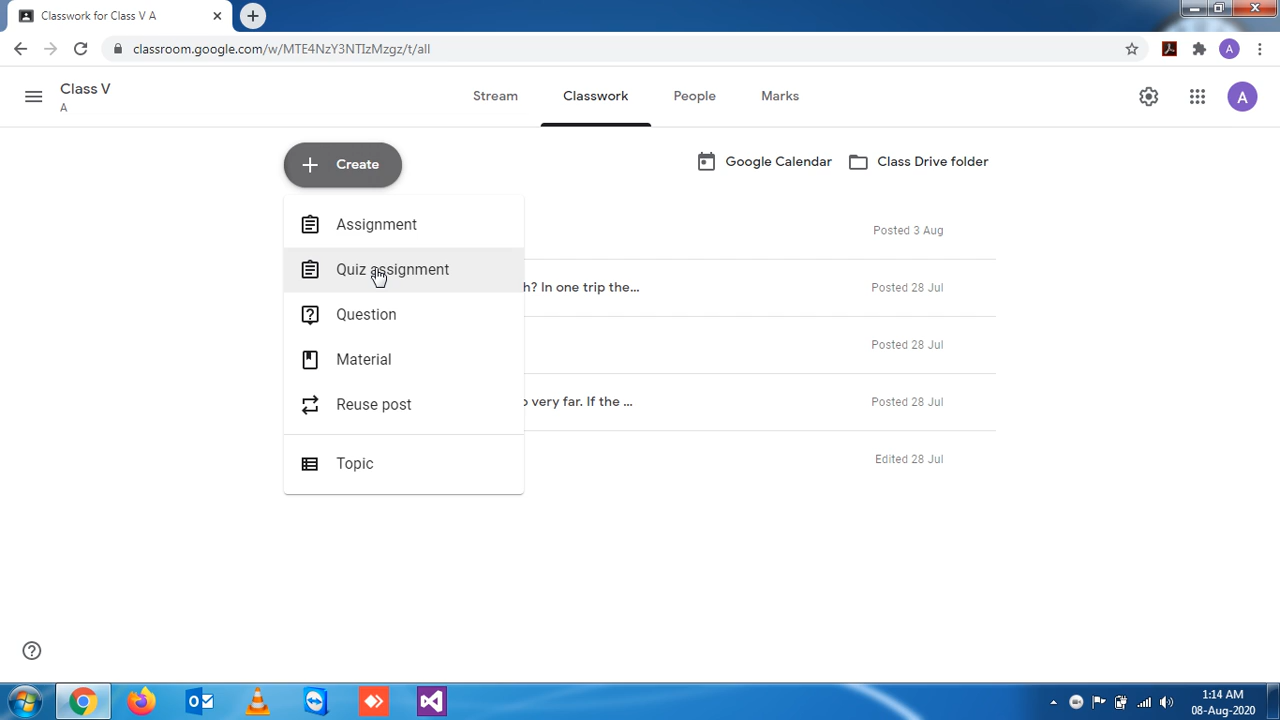 Classwork for Class V A
classroom.google.com/w/MTE4NzY3NTIzMzgz/t/all
A
Class V
A
Stream
Classwork
People
Marks
A
Create
Google Calendar
Class Drive folder
Assignment
Posted 3 Aug
Quiz assignment
h? In one trip the...
Posted 28 Jul
Question
Posted 28 Jul
Material
Reuse post
very far. If the ...
Posted 28 Jul
Topic
Edited 28 Jul
1:14 AM
08-Aug-2020